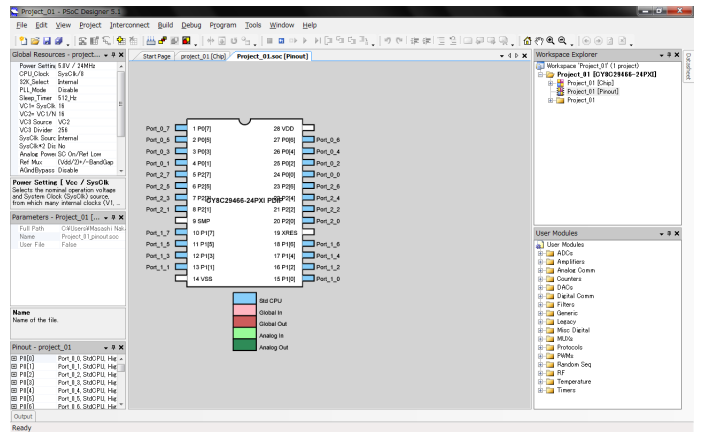 Project_01 - PSoC Designer 5.1
File Edit View Project Interconnect Build Debug Program Tools Window Help
Global Resources - project...
Power Settin 5.0V / 24MHz
CPU_Clock SysClk/8
32K_Select Internal
PLL_Mode Disable
Sleep_Timer 512_Hz
VC1= SysClk 16
VC2= VC1/N 16
VC3 Source VC2
VC3 Divider 256
SysClk Sourc Internal
SysClk*2 Dis No
Analog Power SC On/Ref Low
Ref Mux (Vdd/2)+/-BandGap
AGndBypass Disable
Power Setting [ Vcc / SysClk
Selects the nominal operation voltage
and System Clock (SysClk) source,
from which many internal clocks (V1, ...
Parameters - Project_01 [...
Full Path C:¥Users¥Masashi Nak
Name Project_01_pinout.soc
User File False
Name
Name of the file.
Pinout - project_01
P0[0] Port_0_0, StdCPU, Hig
P0[1] Port_0_1, StdCPU, Hig
P0[2] Port_0_2, StdCPU, Hig
P0[3] Port_0_3, StdCPU, Hig
P0[4] Port_0_4, StdCPU, Hig
P0[5] Port_0_5, StdCPU, Hig
P0[6] Port_0_6, StdCPU, Hig
Output
Ready
Start Page project_01 [Chip] Project_01.soc [Pinout]
Port_0_7 1 P0[7] 28 VDD
Port_0_5 2 P0[5] 27 P0[6] Port_0_6
Port_0_3 3 P0[3] 26 P0[4] Port_0_4
Port_0_1 4 P0[1] 25 P0[2] Port_0_2
Port_2_7 5 P2[7] 24 P0[0] Port_0_0
Port_2_5 6 P2[5] 23 P2[6] Port_2_6
Port_2_3 7 P2[3] CY8C29466-24PXI PDIP 22 P2[4] Port_2_4
Port_2_1 8 P2[1] 21 P2[2] Port_2_2
9 SMP 20 P2[0] Port_2_0
Port_1_7 10 P1[7] 19 XRES
Port_1_5 11 P1[5] 18 P1[6] Port_1_6
Port_1_3 12 P1[3] 17 P1[4] Port_1_4
Port_1_1 13 P1[1] 16 P1[2] Port_1_2
14 VSS 15 P1[0] Port_1_0
Std CPU
Global In
Global Out
Analog In
Analog Out
Workspace Explorer
Workspace 'Project_01' (1 project)
Project_01 [CY8C29466-24PXI]
Project_01 [Chip]
Project_01 [Pinout]
Project_01
User Modules
User Modules
ADCs
Amplifiers
Analog Comm
Counters
DACs
Digital Comm
Filters
Generic
Legacy
Misc Digital
MUXs
Protocols
PWMs
Random Seq
RF
Temperature
Timers
Datasheet